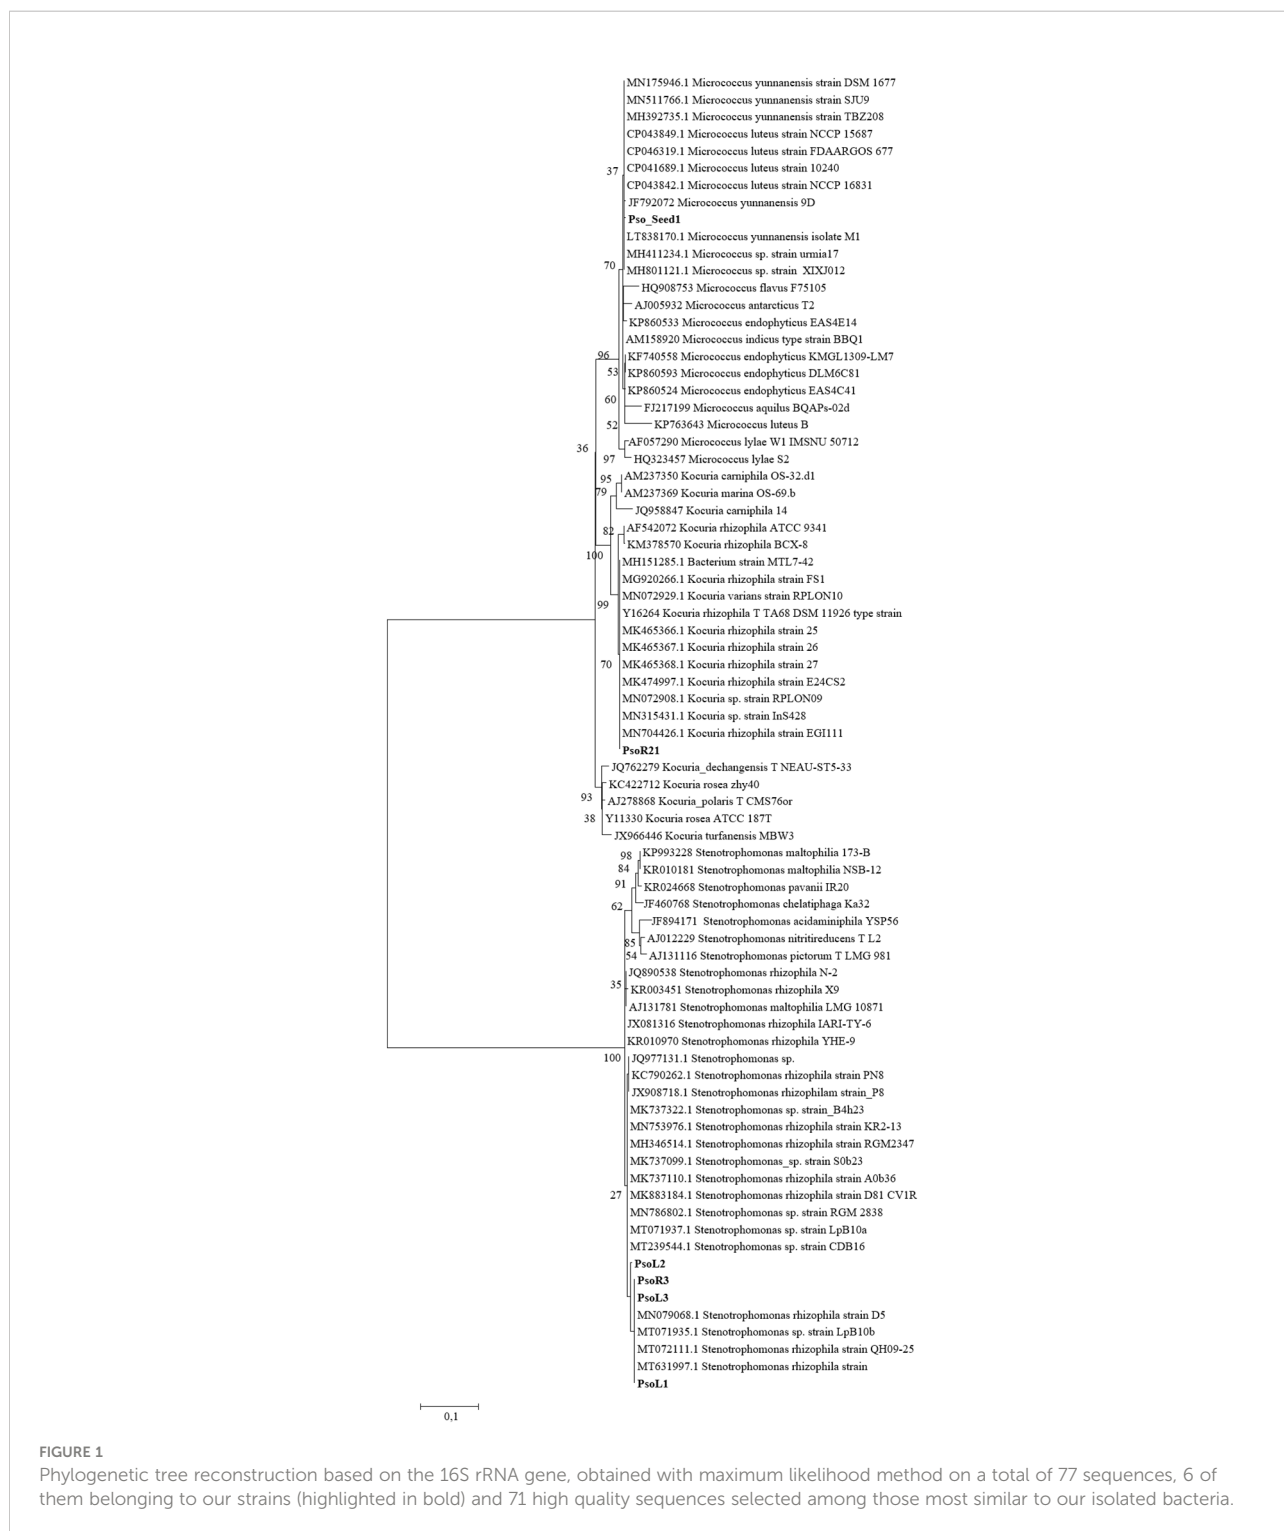 MN175946.1 Micrococcus yunnanensis strain DSM 1677
MN511766.1 Micrococcus yunnanensis strain SJU9
MH392735.1 Micrococcus yunnanensis strain TBZ208
CP043849.1 Micrococcus luteus strain NCCP 15687
CP046319.1 Micrococcus luteus strain FDAARGOS 677
37
CP041689.1 Micrococcus luteus strain 10240
CP043842.1 Micrococcus luteus strain NCCP 16831
JF792072 Micrococcus yunnanensis 9D
Pso_Seed1
LT838170.1 Micrococcus yunnanensis isolate M1
MH411234.1 Micrococcus sp. strain urmia17
70
MH801121.1 Micrococcus sp. strain XIXJ012
HQ908753 Micrococcus flavus F75105
AJ005932 Micrococcus antarcticus T2
KP860533 Micrococcus endophyticus EAS4E14
AM158920 Micrococcus indicus type strain BBQ1
96
KF740558 Micrococcus endophyticus KMGL1309-LM7
53
KP860593 Micrococcus endophyticus DLM6C81
KP860524 Micrococcus endophyticus EAS4C41
60
FJ217199 Micrococcus aquilus BQAPs-02d
52
KP763643 Micrococcus luteus B
AF057290 Micrococcus lylae W1 IMSNU 50712
36
97
HQ323457 Micrococcus lylae S2
95
AM237350 Kocuria carniphila OS-32.d1
79
AM237369 Kocuria marina OS-69.b
JQ958847 Kocuria carniphila 14
82
AF542072 Kocuria rhizophila ATCC 9341
KM378570 Kocuria rhizophila BCX-8
100
MH151285.1 Bacterium strain MTL7-42
MG920266.1 Kocuria rhizophila strain FS1
MN072929.1 Kocuria varians strain RPLON10
99
Y16264 Kocuria rhizophila T TA68 DSM 11926 type strain
MK465366.1 Kocuria rhizophila strain 25
MK465367.1 Kocuria rhizophila strain 26
70
MK465368.1 Kocuria rhizophila strain 27
MK474997.1 Kocuria rhizophila strain E24CS2
MN072908.1 Kocuria sp. strain RPLON09
MN315431.1 Kocuria sp. strain InS428
MN704426.1 Kocuria rhizophila strain EGI111
PsoR21
JQ762279 Kocuria_dechangensis T NEAU-ST5-33
KC422712 Kocuria rosea zhy40
93
AJ278868 Kocuria_polaris T CMS76or
38
Y11330 Kocuria rosea ATCC 187T
JX966446 Kocuria turfanensis MBW3
98
KP993228 Stenotrophomonas maltophilia 173-B
84
KR010181 Stenotrophomonas maltophilia NSB-12
91
KR024668 Stenotrophomonas pavanii IR20
62
JF460768 Stenotrophomonas chelatiphaga Ka32
JF894171 Stenotrophomonas acidaminiphila YSP56
85
AJ012229 Stenotrophomonas nitritireducens T L2
54
AJ131116 Stenotrophomonas pictorum T LMG 981
JQ890538 Stenotrophomonas rhizophila N-2
35
KR003451 Stenotrophomonas rhizophila X9
AJ131781 Stenotrophomonas maltophilia LMG 10871
JX081316 Stenotrophomonas rhizophila IARI-TY-6
KR010970 Stenotrophomonas rhizophila YHE-9
100
JQ977131.1 Stenotrophomonas sp.
KC790262.1 Stenotrophomonas rhizophila strain PN8
JX908718.1 Stenotrophomonas rhizophilam strain_P8
MK737322.1 Stenotrophomonas sp. strain_B4h23
MN753976.1 Stenotrophomonas rhizophila strain KR2-13
MH346514.1 Stenotrophomonas rhizophila strain RGM2347
MK737099.1 Stenotrophomonas_sp. strain S0b23
MK737110.1 Stenotrophomonas rhizophila strain A0b36
27
MK883184.1 Stenotrophomonas rhizophila strain D81 CV1R
MN786802.1 Stenotrophomonas sp. strain RGM 2838
MT071937.1 Stenotrophomonas sp. strain LpB10a
MT239544.1 Stenotrophomonas sp. strain CDB16
PsoL2
PsoR3
PsoL3
MN079068.1 Stenotrophomonas rhizophila strain D5
MT071935.1 Stenotrophomonas sp. strain LpB10b
MT072111.1 Stenotrophomonas rhizophila strain QH09-25
MT631997.1 Stenotrophomonas rhizophila strain
PsoL1
0,1
FIGURE 1
Phylogenetic tree reconstruction based on the 16S rRNA gene, obtained with maximum likelihood method on a total of 77 sequences, 6 of
them belonging to our strains (highlighted in bold) and 71 high quality sequences selected among those most similar to our isolated bacteria.